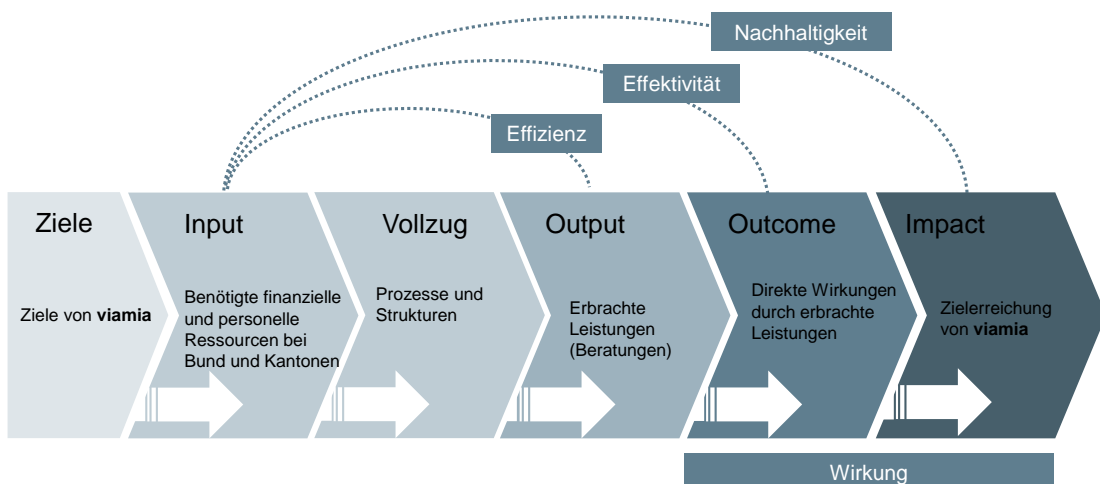 Nachhaltigkeit
Effektivität
Effizienz
Ziele
Ziele von viamia
Input
Benötigte finanzielle
und personelle
Ressourcen bei
Bund und Kantonen
Vollzug
Prozesse und
Strukturen
Output
Erbrachte
Leistungen
(Beratungen)
Outcome
Direkte Wirkungen
durch erbrachte
Leistungen
Impact
Zielerreichung
von viamia
Wirkung